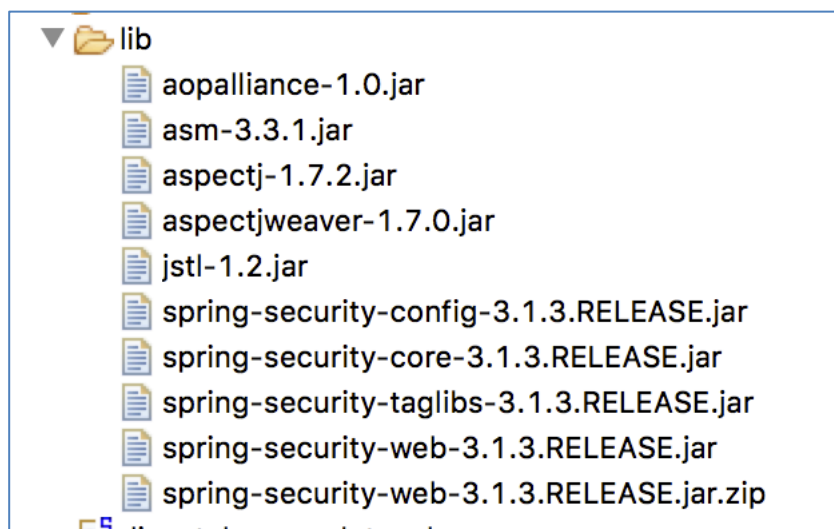 lib
aopalliance-1.0.jar
asm-3.3.1.jar
aspectj-1.7.2.jar
aspectjweaver-1.7.0.jar
jstl-1.2.jar
spring-security-config-3.1.3.RELEASE.jar
spring-security-core-3.1.3.RELEASE.jar
spring-security-taglibs-3.1.3.RELEASE.jar
spring-security-web-3.1.3.RELEASE.jar
spring-security-web-3.1.3.RELEASE.jar.zip